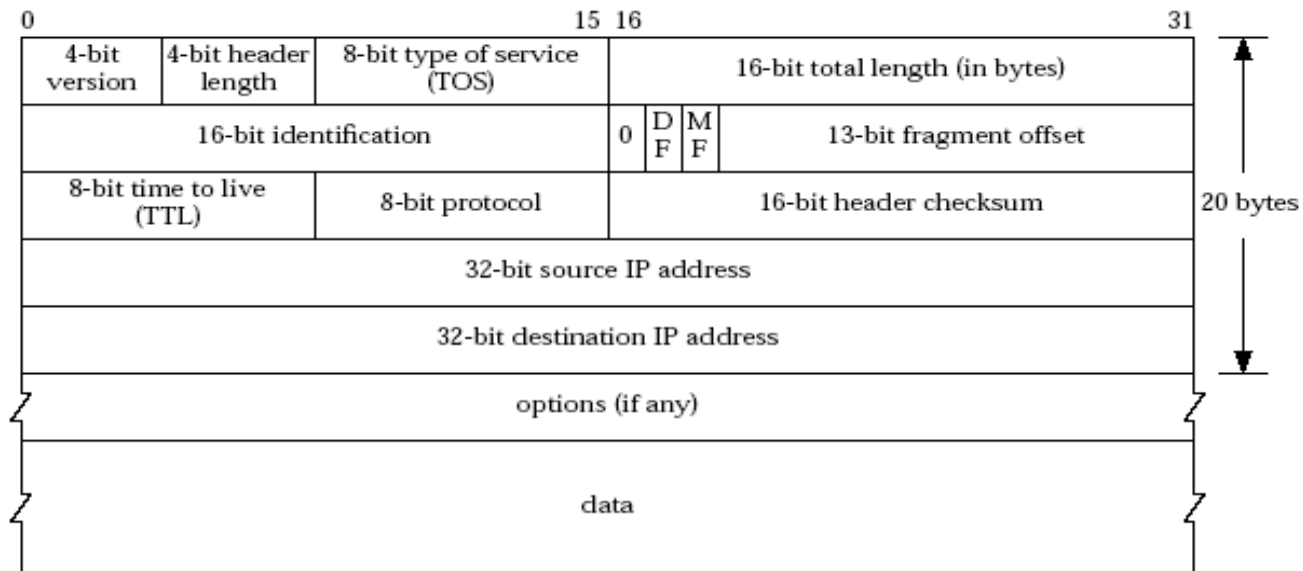 0 15 16 31
4-bit version 4-bit header length 8-bit type of service (TOS) 16-bit total length (in bytes)
16-bit identification 0 DF MF 13-bit fragment offset
8-bit time to live (TTL) 8-bit protocol 16-bit header checksum 20 bytes
32-bit source IP address
32-bit destination IP address
options (if any)
data